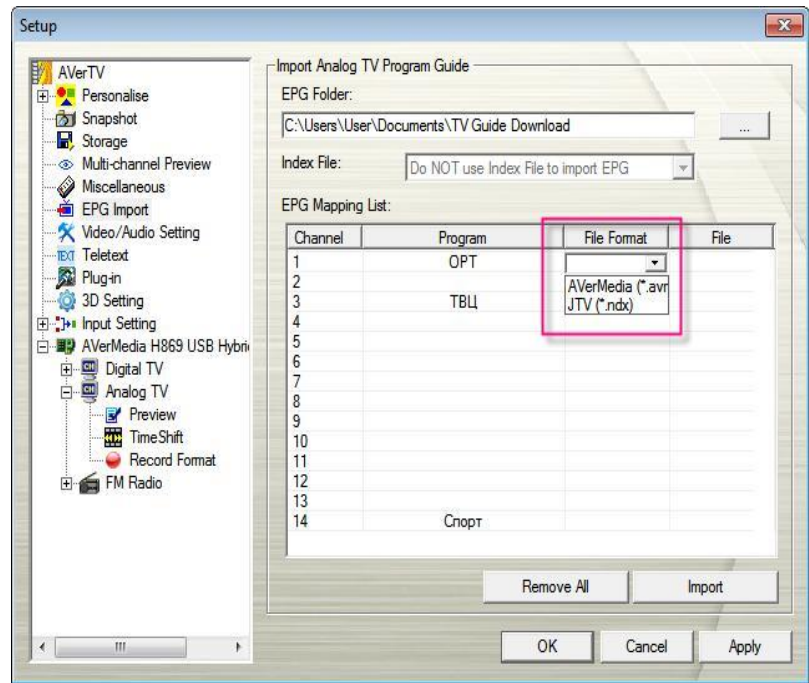 Setup
AVerTV
Personalise
Snapshot
Storage
Multi-channel Preview
Miscellaneous
EPG Import
Video/Audio Setting
TEXT Teletext
Plug-in
3D Setting
Input Setting
AVerMedia H869 USB Hybri
Digital TV
Analog TV
Preview
TimeShift
Record Format
FM Radio
Import Analog TV Program Guide
EPG Folder:
C:\Users\User\Documents\TV Guide Download
...
Index File:
Do NOT use Index File to import EPG
EPG Mapping List:
Channel Program File Format File
1 ОРТ
AVerMedia (*.avr
2
JTV (*.ndx)
3 ТВЦ
4
5
6
7
8
9
10
11
12
13
14 Спорт
Remove All Import
OK Cancel Apply